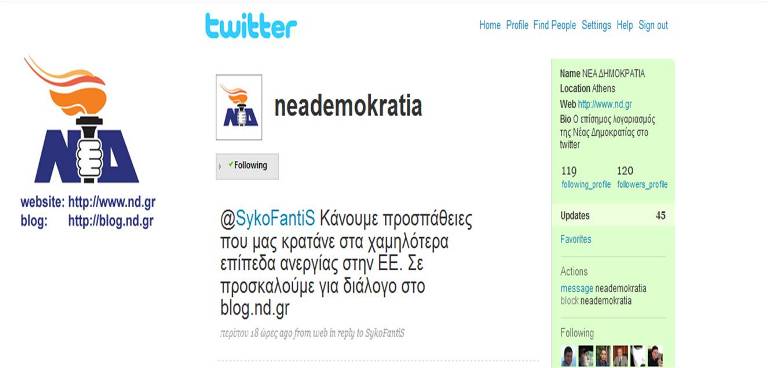 twitter
Home Profile Find People Settings Help Sign out
ΝΔ
website: http://www.nd.gr
blog: http://blog.nd.gr
ΝΔ
neademokratia
Following
@SykoFantiS Κάνουμε προσπάθειες
που μας κρατάνε στα χαμηλότερα
επίπεδα ανεργίας στην ΕΕ. Σε
προσκαλούμε για διάλογο στο
blog.nd.gr
περίπου 18 ώρες ago from web in reply to SykoFantiS
Name ΝΕΑ ΔΗΜΟΚΡΑΤΙΑ
Location Athens
Web http://www.nd.gr
Bio Ο επίσημος λογαριασμός
της Νέας Δημοκρατίας στο
twitter
119 120
following_profile followers_profile
Updates 45
Favorites
Actions
message neademokratia
block neademokratia
Following